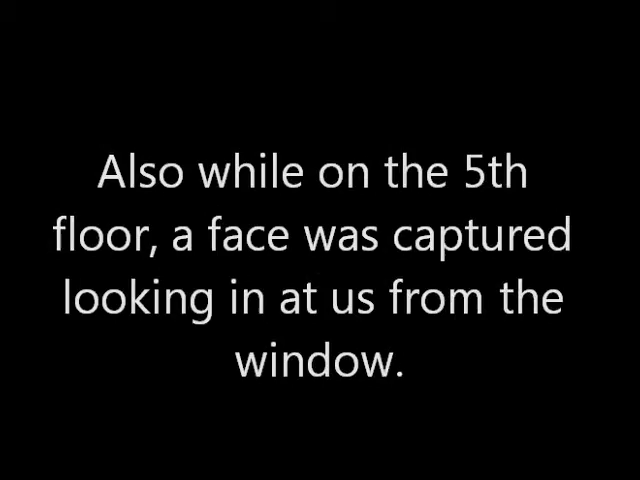 Also while on the 5th
floor, a face was captured
looking in at us from the
window.